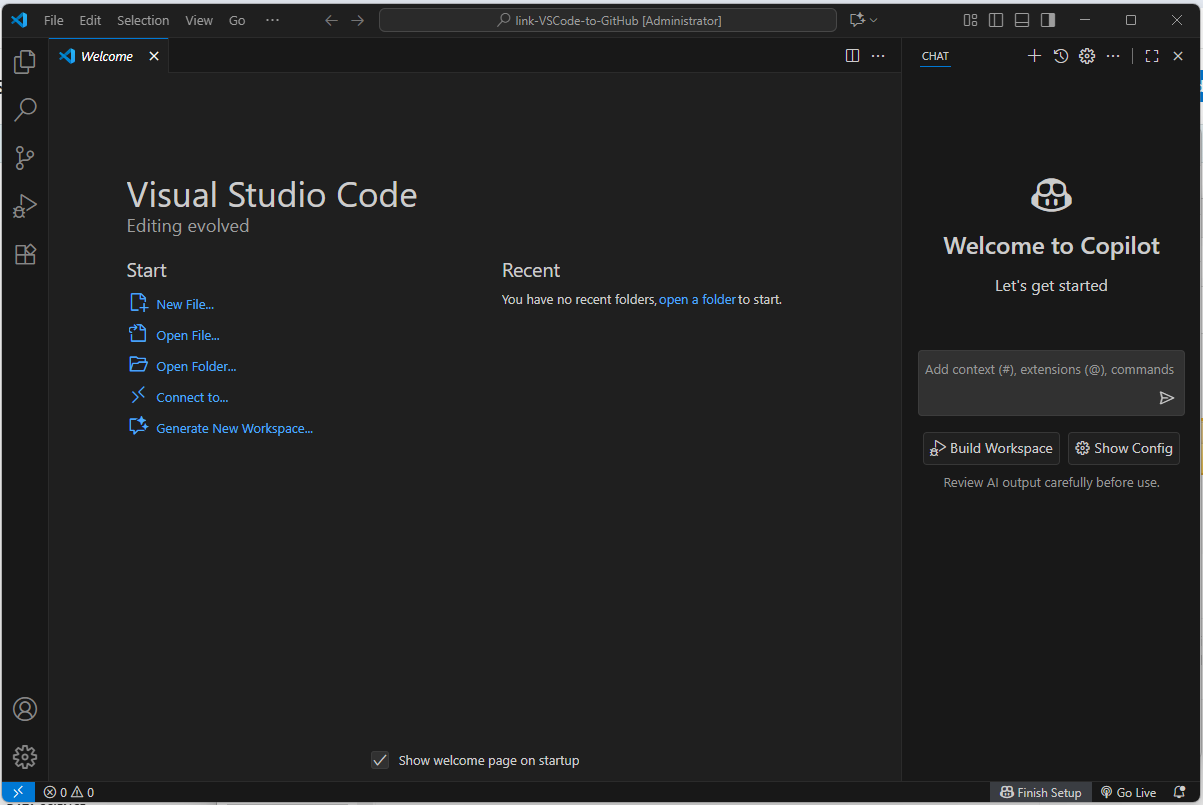 File Edit Selection View Go ··· link-VSCode-to-GitHub [Administrator]
Welcome
CHAT
Visual Studio Code
Editing evolved
Start
New File...
Open File...
Open Folder...
Connect to...
Generate New Workspace...
Recent
You have no recent folders, open a folder to start.
Welcome to Copilot
Let's get started
Add context (#), extensions (@), commands
Build Workspace Show Config
Review AI output carefully before use.
Show welcome page on startup
0 0 Finish Setup Go Live